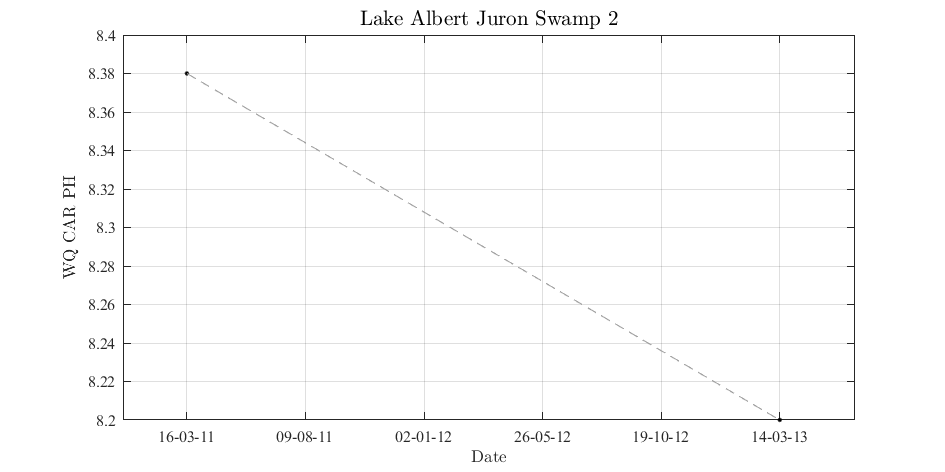 Lake Albert Juron Swamp 2
8.4
8.38
8.36
8.34
8.32
8.3
8.28
8.26
8.24
8.22
8.2
WQ CAR PH
16-03-11 09-08-11 02-01-12 26-05-12 19-10-12 14-03-13
Date